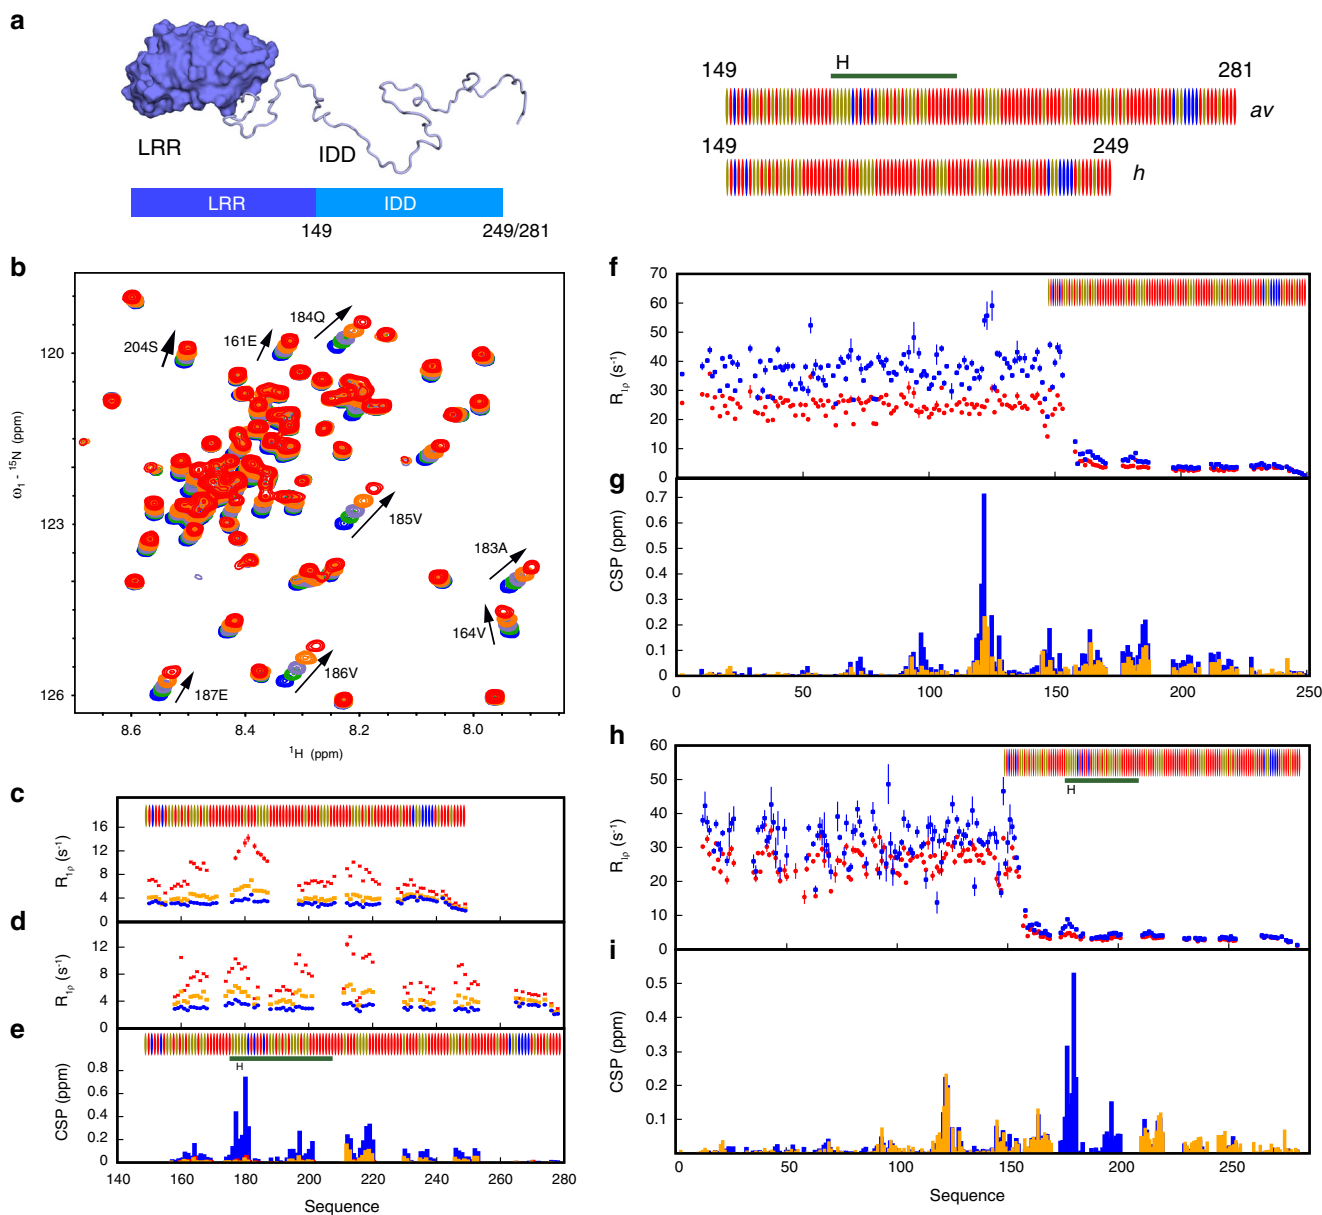 a
LRR
IDD
LRR
IDD
149
249/281
H
149
281
av
149
249
h
b
204S
161E
184Q
185V
183A
164V
186V
187E
120
123
126
ω1 - 15N (ppm)
8.6
8.4
8.2
8.0
1H (ppm)
c
16
12
8
4
0
R1ρ (s-1)
d
12
8
4
0
R1ρ (s-1)
e
H
0.8
0.6
0.4
0.2
0
CSP (ppm)
140
160
180
200
220
240
260
280
Sequence
f
70
60
50
40
30
20
10
0
R1ρ (s-1)
g
0.7
0.6
0.5
0.4
0.3
0.2
0.1
0
CSP (ppm)
0
50
100
150
200
250
h
60
50
40
30
20
10
0
R1ρ (s-1)
H
i
0.5
0.4
0.3
0.2
0.1
CSP (ppm)
0
50
100
150
200
250
Sequence